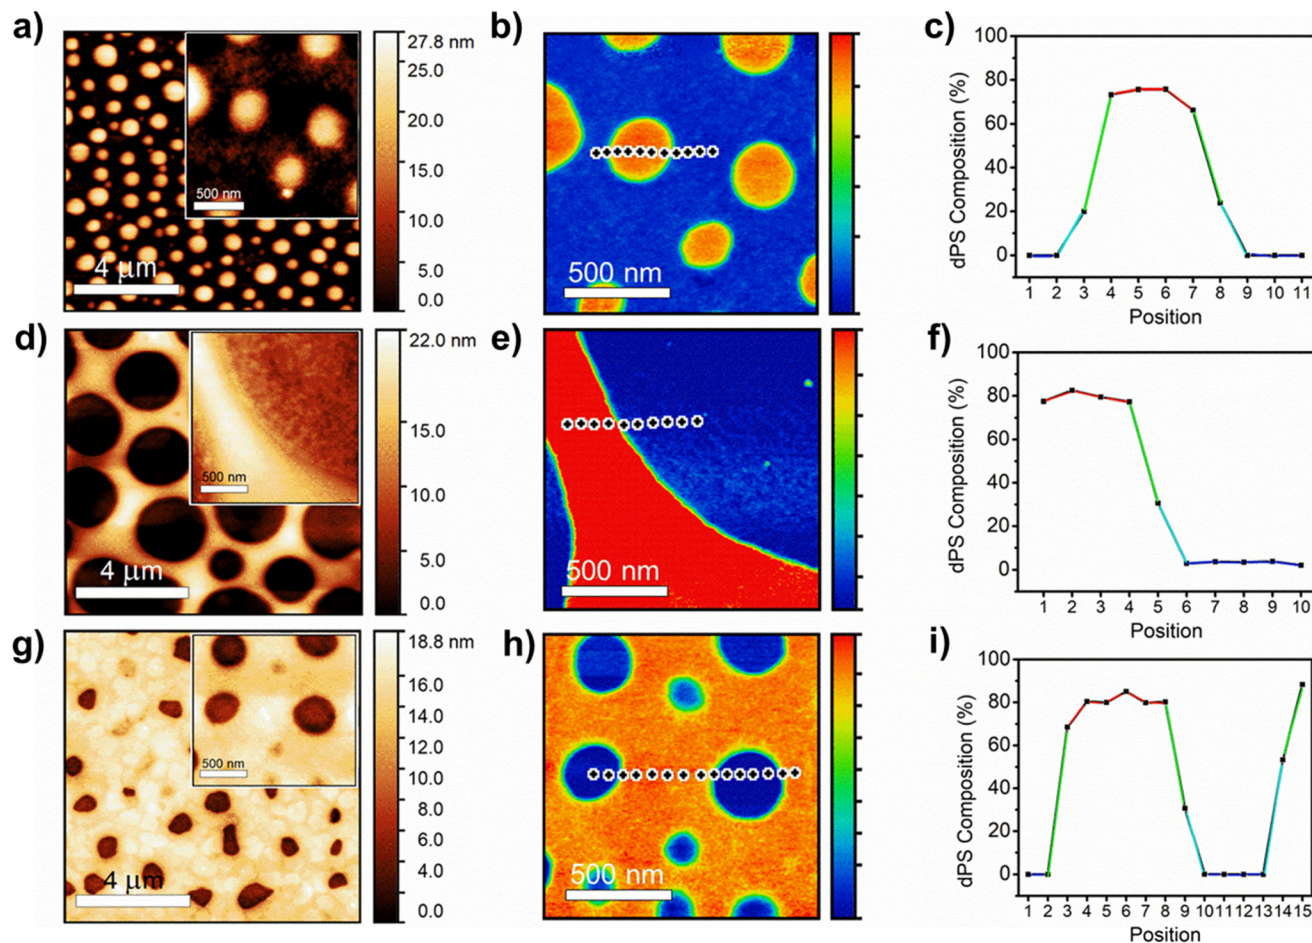 a)
27.8 nm
25.0
20.0
15.0
10.0
5.0
0.0
500 nm
4 μm
b)
500 nm
c)
dPS Composition (%)
100
80
60
40
20
0
1 2 3 4 5 6 7 8 9 10 11
Position
d)
22.0 nm
15.0
10.0
5.0
0.0
500 nm
4 μm
e)
500 nm
f)
dPS Composition (%)
100
80
60
40
20
0
1 2 3 4 5 6 7 8 9 10
Position
g)
18.8 nm
16.0
14.0
12.0
10.0
8.0
6.0
4.0
2.0
0.0
500 nm
4 μm
h)
500 nm
i)
dPS Composition (%)
100
80
60
40
20
0
1 2 3 4 5 6 7 8 9 10 11 12 13 14 15
Position